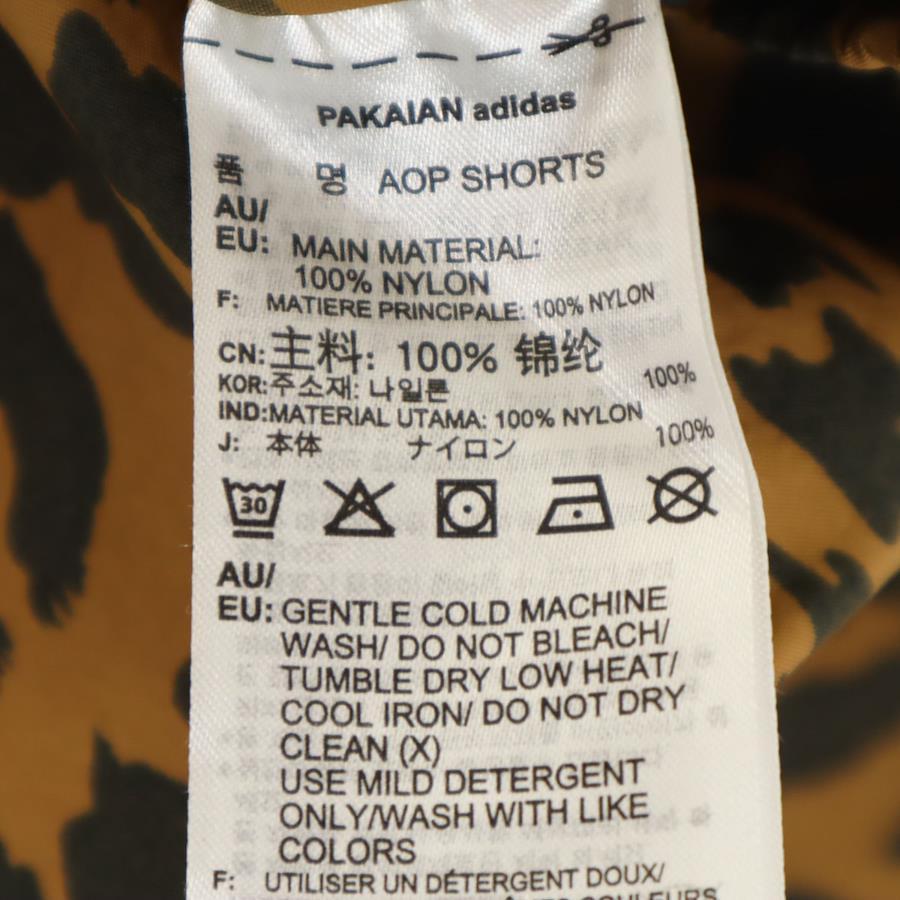 PAKAIAN adidas
품 명 AOP SHORTS
AU/
EU: MAIN MATERIAL:
100% NYLON
F: MATIERE PRINCIPALE: 100% NYLON
CN: 主料: 100% 锦纶
KOR: 주소재: 나일론 100%
IND: MATERIAL UTAMA: 100% NYLON
J: 本体 ナイロン 100%
30
AU/
EU: GENTLE COLD MACHINE
WASH/ DO NOT BLEACH/
TUMBLE DRY LOW HEAT/
COOL IRON/ DO NOT DRY
CLEAN (X)
USE MILD DETERGENT
ONLY/WASH WITH LIKE
COLORS
F: UTILISER UN DÉTERGENT DOUX/
COULEURS